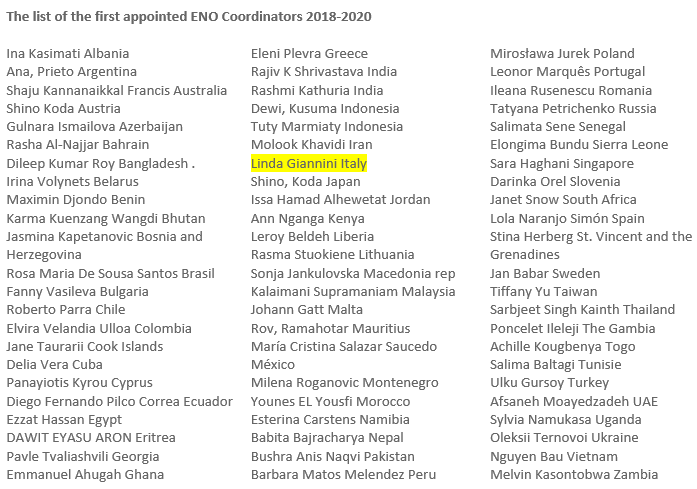 The list of the first appointed ENO Coordinators 2018-2020
Ina Kasimati Albania
Ana, Prieto Argentina
Shaju Kannanaikkal Francis Australia
Shino Koda Austria
Gulnara Ismailova Azerbaijan
Rasha Al-Najjar Bahrain
Dileep Kumar Roy Bangladesh .
Irina Volynets Belarus
Maximin Djondo Benin
Karma Kuenzang Wangdi Bhutan
Jasmina Kapetanovic Bosnia and
Herzegovina
Rosa Maria De Sousa Santos Brasil
Fanny Vasileva Bulgaria
Roberto Parra Chile
Elvira Velandia Ulloa Colombia
Jane Taurarii Cook Islands
Delia Vera Cuba
Panayiotis Kyrou Cyprus
Diego Fernando Pilco Correa Ecuador
Ezzat Hassan Egypt
DAWIT EYASU ARON Eritrea
Pavle Tvaliashvili Georgia
Emmanuel Ahugah Ghana
Eleni Plevra Greece
Rajiv K Shrivastava India
Rashmi Kathuria India
Dewi, Kusuma Indonesia
Tuty Marmiaty Indonesia
Molook Khavidi Iran
Linda Giannini Italy
Shino, Koda Japan
Issa Hamad Alhewetat Jordan
Ann Nganga Kenya
Leroy Beldeh Liberia
Rasma Stuokiene Lithuania
Sonja Jankulovska Macedonia rep
Kalaimani Supramaniam Malaysia
Johann Gatt Malta
Rov, Ramahotar Mauritius
María Cristina Salazar Saucedo
México
Milena Roganovic Montenegro
Younes EL Yousfi Morocco
Esterina Carstens Namibia
Babita Bajracharya Nepal
Bushra Anis Naqvi Pakistan
Barbara Matos Melendez Peru
Mirosława Jurek Poland
Leonor Marquês Portugal
Ileana Rusenescu Romania
Tatyana Petrichenko Russia
Salimata Sene Senegal
Elongima Bundu Sierra Leone
Sara Haghani Singapore
Darinka Orel Slovenia
Janet Snow South Africa
Lola Naranjo Simón Spain
Stina Herberg St. Vincent and the
Grenadines
Jan Babar Sweden
Tiffany Yu Taiwan
Sarbjeet Singh Kainth Thailand
Poncelet Ileleji The Gambia
Achille Kougbenya Togo
Salima Baltagi Tunisie
Ulku Gursoy Turkey
Afsaneh Moayedzadeh UAE
Sylvia Namukasa Uganda
Oleksii Ternovoi Ukraine
Nguyen Bau Vietnam
Melvin Kasontobwa Zambia